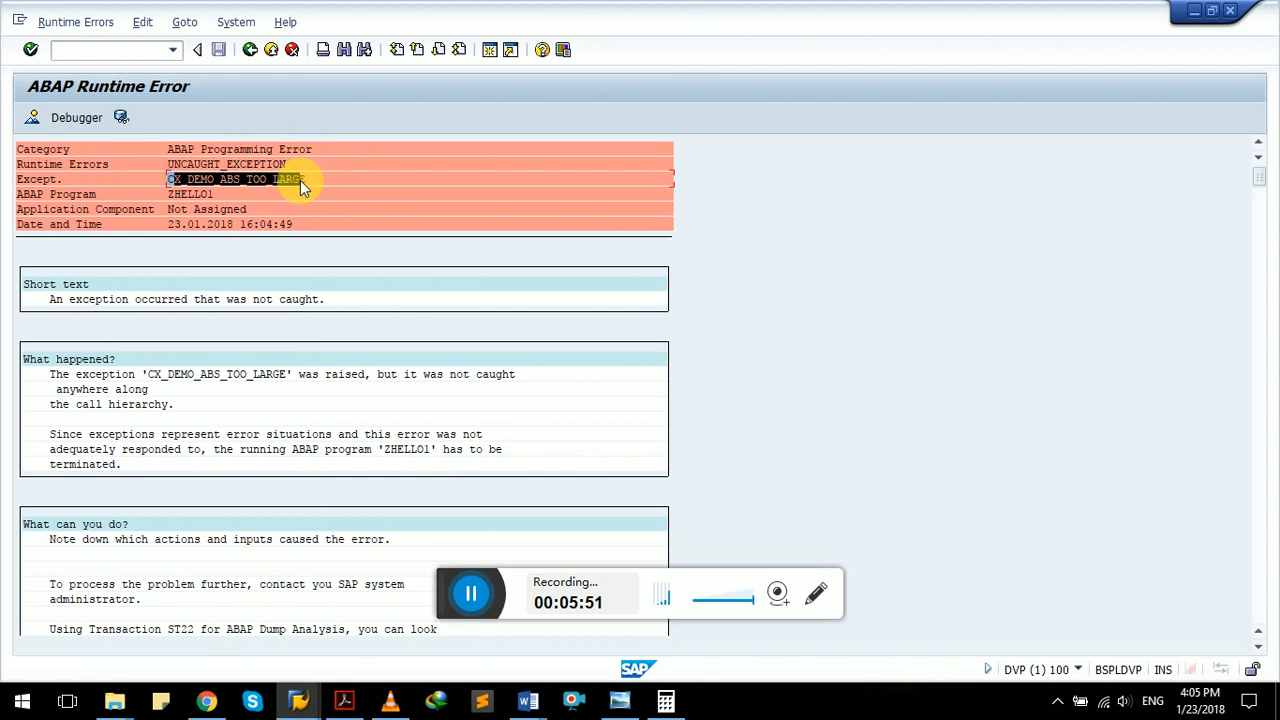 Runtime Errors Edit Goto System Help
ABAP Runtime Error
Debugger
Category ABAP Programming Error
Runtime Errors UNCAUGHT_EXCEPTION
Except. CX_DEMO_ABS_TOO_LARGE
ABAP Program ZHELLO1
Application Component Not Assigned
Date and Time 23.01.2018 16:04:49
Short text
An exception occurred that was not caught.
What happened?
The exception 'CX_DEMO_ABS_TOO_LARGE' was raised, but it was not caught
anywhere along
the call hierarchy.
Since exceptions represent error situations and this error was not
adequately responded to, the running ABAP program 'ZHELLO1' has to be
terminated.
What can you do?
Note down which actions and inputs caused the error.
To process the problem further, contact you SAP system
administrator.
Using Transaction ST22 for ABAP Dump Analysis, you can look
Recording...
00:05:51
SAP
DVP (1) 100 BSPLDVP INS
ENG
4:05 PM
1/23/2018